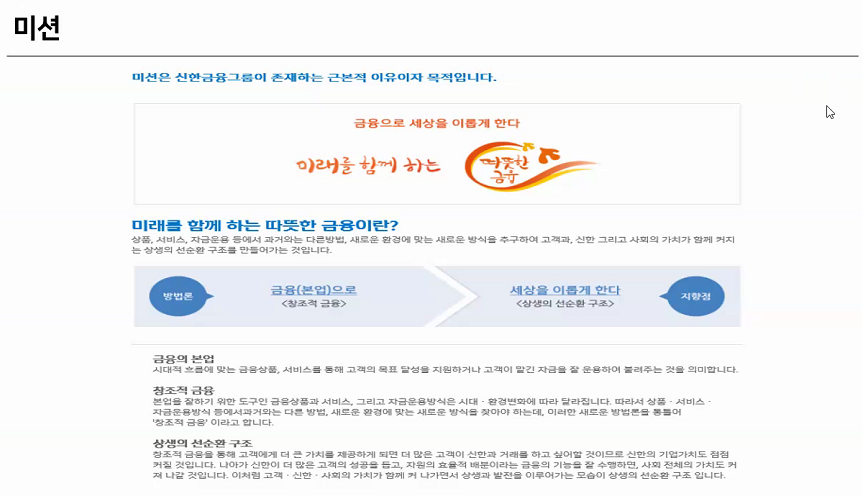 미션
미션은 신한금융그룹이 존재하는 근본적 이유이자 목적입니다.
금융으로 세상을 이롭게 한다
미래를 함께 하는 따뜻한 금융
미래를 함께 하는 따뜻한 금융이란?
상품, 서비스, 자금운용 등에서 과거와는 다른방법, 새로운 환경에 맞는 새로운 방식을 추구하여 고객과, 신한 그리고 사회의 가치가 함께 커지
는 상생의 선순환 구조를 만들어가는 것입니다.
방법론
금융(본업)으로
<창조적 금융>
세상을 이롭게 한다
<상생의 선순환 구조>
지향점
금융의 본업
시대적 흐름에 맞는 금융상품, 서비스를 통해 고객의 목표 달성을 지원하거나 고객이 맡긴 자금을 잘 운용하여 불려주는 것을 의미합니다.
창조적 금융
본업을 잘하기 위한 도구인 금융상품과 서비스, 그리고 자금운용방식은 시대ㆍ환경변화에 따라 달라집니다. 따라서 상품ㆍ서비스ㆍ
자금운용방식 등에서과거와는 다른 방법, 새로운 환경에 맞는 새로운 방식을 찾아야 하는데, 이러한 새로운 방법론을 통틀어
'창조적 금융' 이라고 합니다.
상생의 선순환 구조
창조적 금융을 통해 고객에게 더 큰 가치를 제공하게 되면 더 많은 고객이 신한과 거래를 하고 싶어할 것이므로 신한의 기업가치도 점점
커질 것입니다. 나아가 신한이 더 많은 고객의 성공을 돕고, 자원의 효율적 배분이라는 금융의 기능을 잘 수행하면, 사회 전체의 가치도 커
져 나갈 것입니다. 이처럼 고객ㆍ신한ㆍ사회의 가치가 함께 커 나가면서 상생과 발전을 이루어가는 모습이 상생의 선순환 구조 입니다.